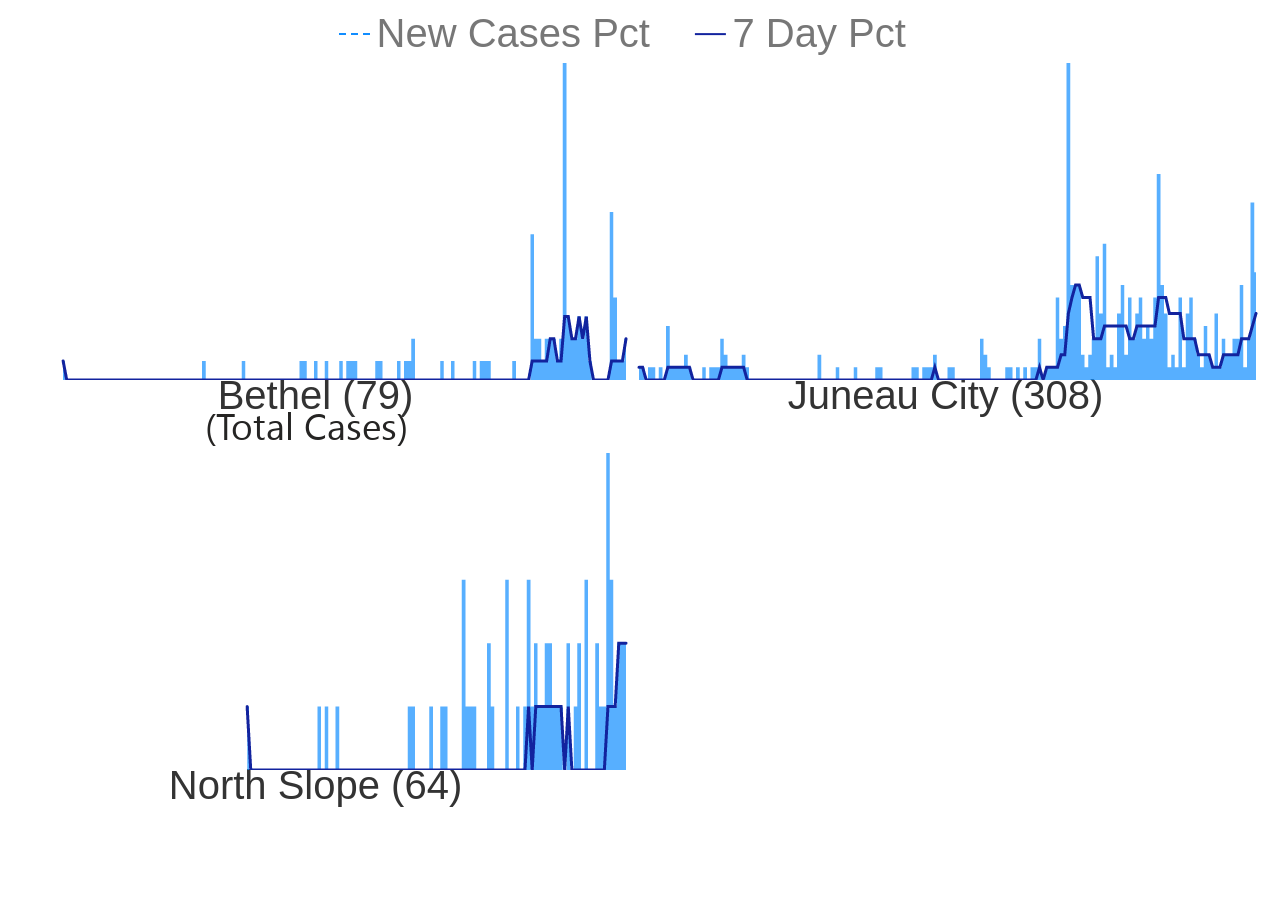 New Cases Pct 7 Day Pct
Bethel (79) Juneau City (308)
(Total Cases)
North Slope (64)